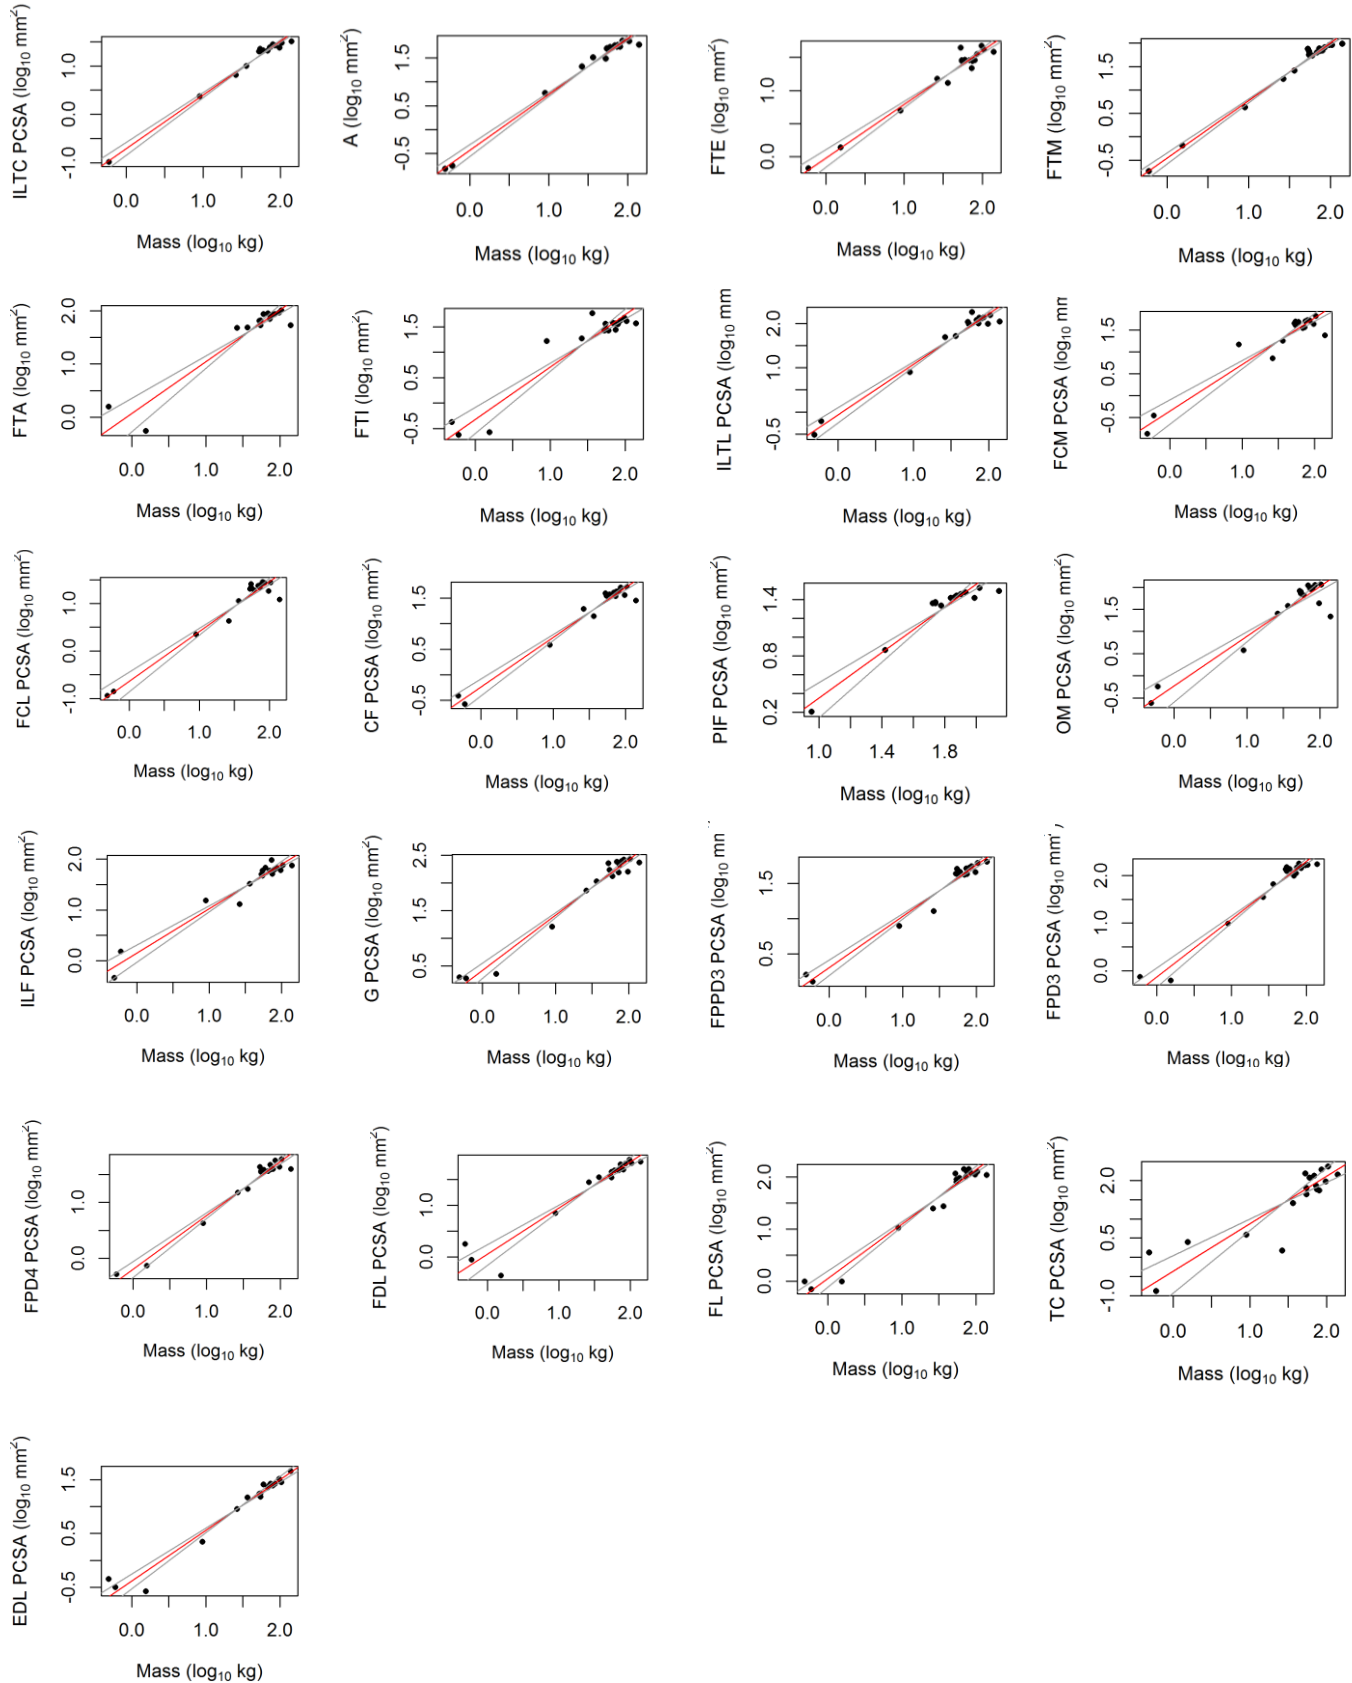 ILTC PCSA (log10 mm2)
-1.0 0.0 1.0
0.0 1.0 2.0
Mass (log10 kg)
A (log10 mm2)
-0.5 0.5 1.5
0.0 1.0 2.0
Mass (log10 kg)
FTE (log10 mm2)
0.0 1.0
0.0 1.0 2.0
Mass (log10 kg)
FTM (log10 mm2)
-0.5 0.5 1.5
0.0 1.0 2.0
Mass (log10 kg)
FTA (log10 mm2)
0.0 1.0 2.0
0.0 1.0 2.0
Mass (log10 kg)
FTI (log10 mm2)
-0.5 0.5 1.5
0.0 1.0 2.0
Mass (log10 kg)
ILTL PCSA (log10 mm
-0.5 1.0 2.0
0.0 1.0 2.0
Mass (log10 kg)
FCM PCSA (log10 mm
-0.5 0.5 1.5
0.0 1.0 2.0
Mass (log10 kg)
FCL PCSA (log10 mm2)
-1.0 0.0 1.0
0.0 1.0 2.0
Mass (log10 kg)
CF PCSA (log10 mm2)
-0.5 0.5 1.5
0.0 1.0 2.0
Mass (log10 kg)
PIF PCSA (log10 mm2)
0.2 0.8 1.4
1.0 1.4 1.8
Mass (log10 kg)
OM PCSA (log10 mm2)
-0.5 0.5 1.5
0.0 1.0 2.0
Mass (log10 kg)
ILF PCSA (log10 mm2)
0.0 1.0 2.0
0.0 1.0 2.0
Mass (log10 kg)
G PCSA (log10 mm2)
0.5 1.5 2.5
0.0 1.0 2.0
Mass (log10 kg)
FPPD3 PCSA (log10 mm
0.5 1.5
0.0 1.0 2.0
Mass (log10 kg)
FPD3 PCSA (log10 mm
0.0 1.0 2.0
0.0 1.0 2.0
Mass (log10 kg)
FPD4 PCSA (log10 mm2)
0.0 1.0
0.0 1.0 2.0
Mass (log10 kg)
FDL PCSA (log10 mm2)
0.0 1.0
0.0 1.0 2.0
Mass (log10 kg)
FL PCSA (log10 mm2)
0.0 1.0 2.0
0.0 1.0 2.0
Mass (log10 kg)
TC PCSA (log10 mm2)
-1.0 0.5 2.0
0.0 1.0 2.0
Mass (log10 kg)
EDL PCSA (log10 mm2)
-0.5 0.5 1.5
0.0 1.0 2.0
Mass (log10 kg)